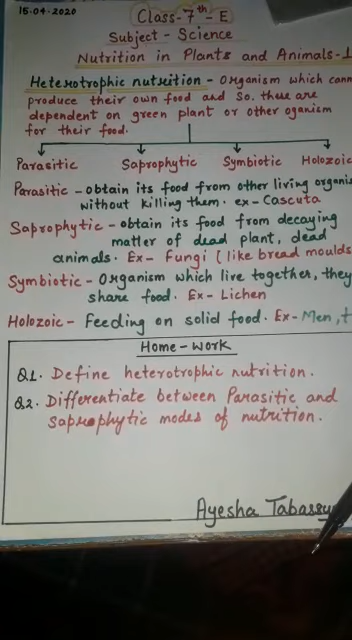 15-04-2020
Class-7th-E
Subject - Science
Nutrition in Plants and Animals-1
Heterotrophic nutrition - Organism which cann
produce their own food and so. these are
dependent on green plant or other oganism
for their food.
Parasitic Saprophytic Symbiotic Holozoic
Parasitic - obtain its food from other living organis
without killing them. ex- Cascuta
Saprophytic - obtain its food from decaying
matter of dead plant, dead
animals. Ex - Fungi (like bread moulds
Symbiotic - Organism which live together, they
share food. Ex - Lichen
Holozoic - Feeding on solid food. Ex - Men, t
Home-work
Q1. Define heterotrophic nutrition.
Q2. Differentiate between Parasitic and
saprophytic modes of nutrition.
Ayesha Tabassu